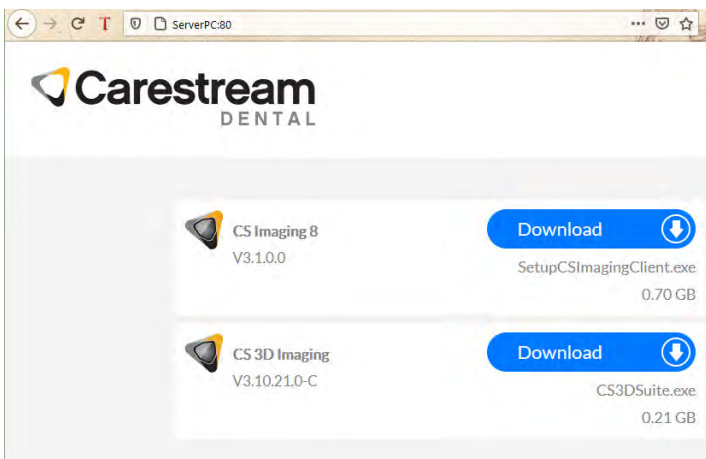 T ServerPC:80
Carestream
DENTAL
CS Imaging 8
V3.1.0.0
Download
SetupCSImagingClient.exe
0.70 GB
CS 3D Imaging
V3.10.21.0-C
Download
CS3DSuite.exe
0.21 GB